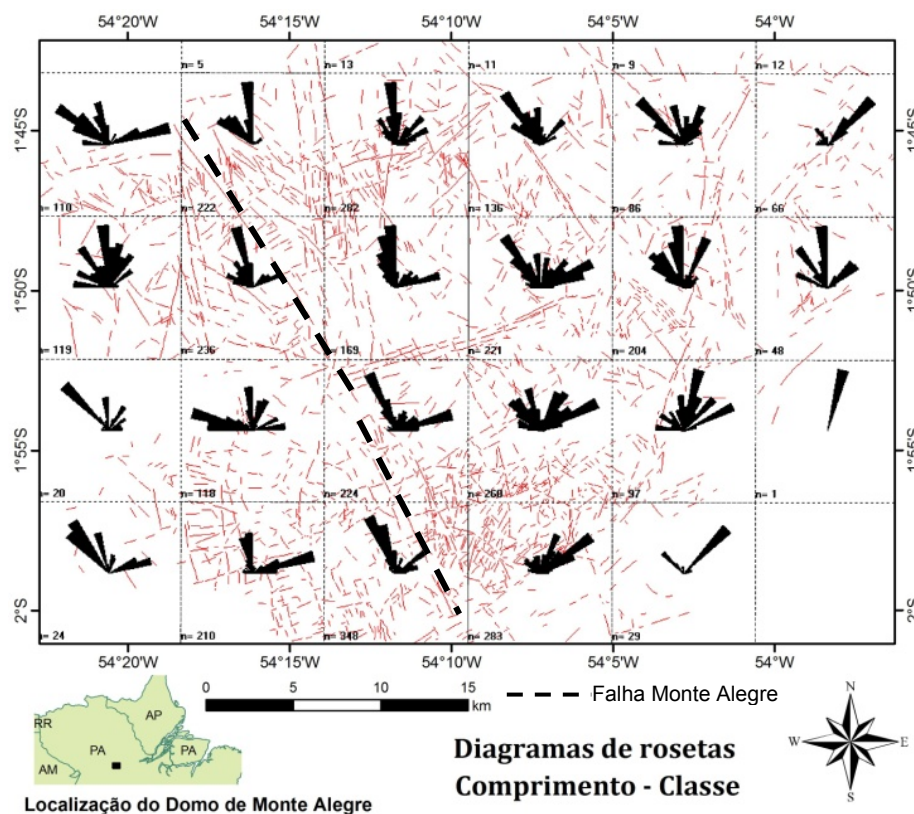 54°20'W 54°15'W 54°10'W 54°5'W 54°W
n= 5 n= 13 n= 11 n= 9 n= 12
1°45'S 1°45'S
n= 110 n= 222 n= 282 n= 136 n= 86 n= 66
1°50'S 1°50'S
n= 119 n= 236 n= 169 n= 221 n= 204 n= 48
1°55'S 1°55'S
n= 20 n= 118 n= 224 n= 268 n= 97 n= 1
2°S 2°S
n= 24 n= 210 n= 348 n= 283 n= 29
54°20'W 54°15'W 54°10'W 54°5'W 54°W
0 5 10 15
km
Falha Monte Alegre
RR AP
PA PA
AM
Localização do Domo de Monte Alegre
Diagramas de rosetas
Comprimento - Classe
N
W E
S